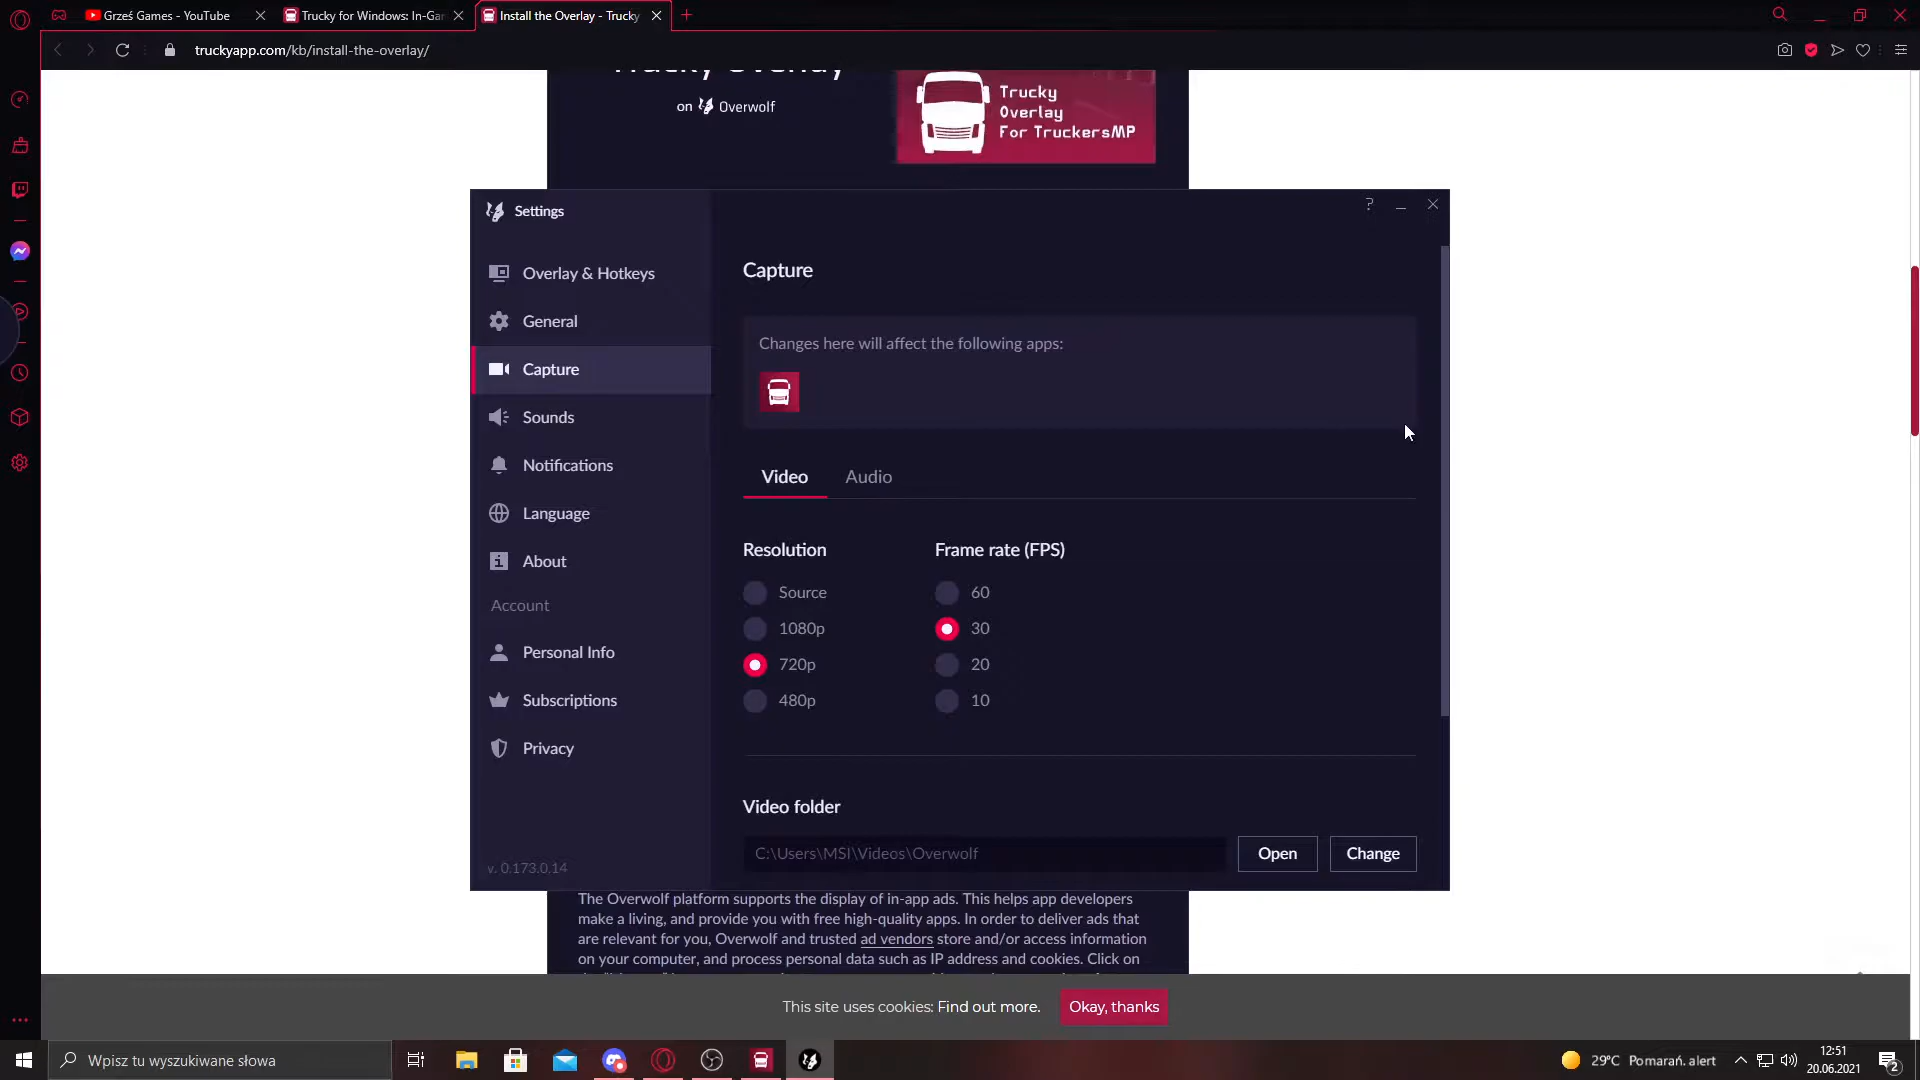 Grześ Games - YouTube
Trucky for Windows: In-Gar
Install the Overlay - Trucky
truckyapp.com/kb/install-the-overlay/
Trucky Overlay
on Overwolf
Trucky
Overlay
For TruckersMP
Settings
Overlay & Hotkeys
General
Capture
Sounds
Notifications
Language
About
Account
Personal Info
Subscriptions
Privacy
v. 0.173.0.14
Capture
Changes here will affect the following apps:
Video
Audio
Resolution
Source
1080p
720p
480p
Frame rate (FPS)
60
30
20
10
Video folder
C:\Users\MSI\Videos\Overwolf
Open
Change
The Overwolf platform supports the display of in-app ads. This helps app developers
make a living, and provide you with free high-quality apps. In order to deliver ads that
are relevant for you, Overwolf and trusted ad vendors store and/or access information
on your computer, and process personal data such as IP address and cookies. Click on
This site uses cookies: Find out more.
Okay, thanks
Wpisz tu wyszukiwane słowa
29°C Pomarań. alert
12:51
20.06.2021
2